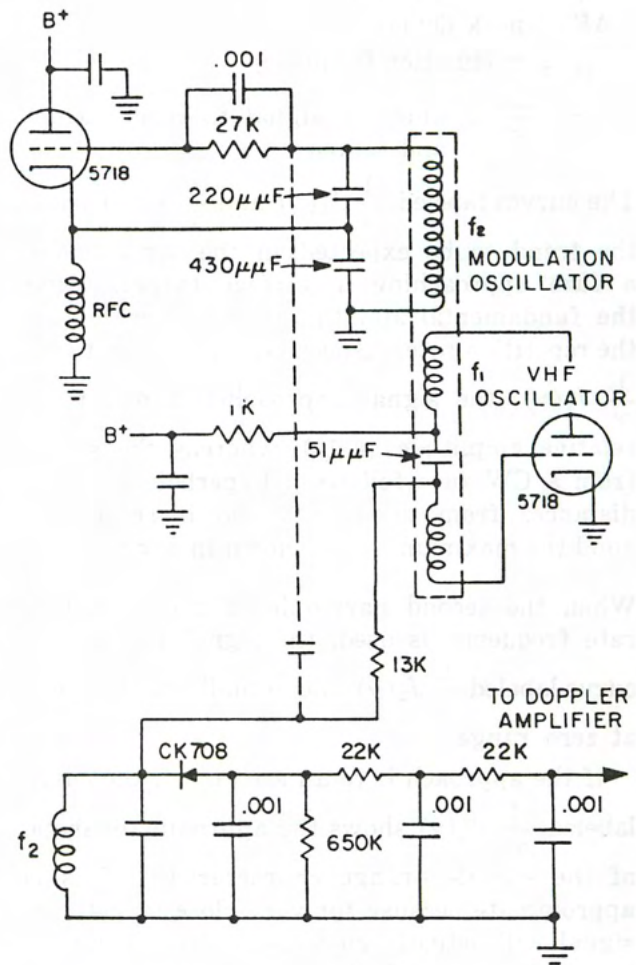 B+
.001
27K
5718
220μμF
430μμF
RFC
f2
MODULATION
OSCILLATOR
f1 VHF
OSCILLATOR
1K
B+
51μμF
5718
13K
TO DOPPLER
AMPLIFIER
CK708
22K
22K
f2
.001
650K
.001
.001